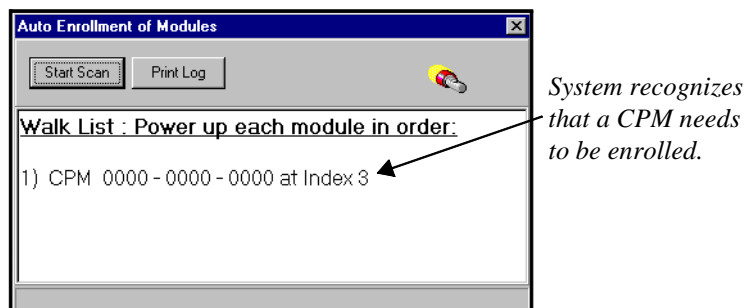 Auto Enrollment of Modules
Start Scan Print Log
Walk List : Power up each module in order:
1) CPM 0000 - 0000 - 0000 at Index 3
System recognizes
that a CPM needs
to be enrolled.